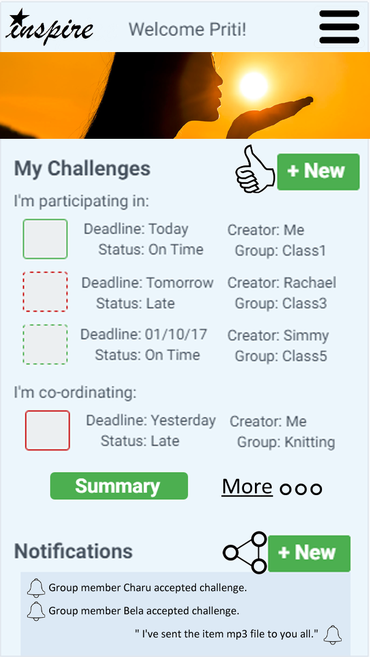 inspire
Welcome Priti!
My Challenges
+ New
I'm participating in:
Deadline: Today Creator: Me
Status: On Time Group: Class1
Deadline: Tomorrow Creator: Rachael
Status: Late Group: Class3
Deadline: 01/10/17 Creator: Simmy
Status: On Time Group: Class5
I'm co-ordinating:
Deadline: Yesterday Creator: Me
Status: Late Group: Knitting
Summary
More
Notifications
+ New
Group member Charu accepted challenge.
Group member Bela accepted challenge.
" I've sent the item mp3 file to you all."